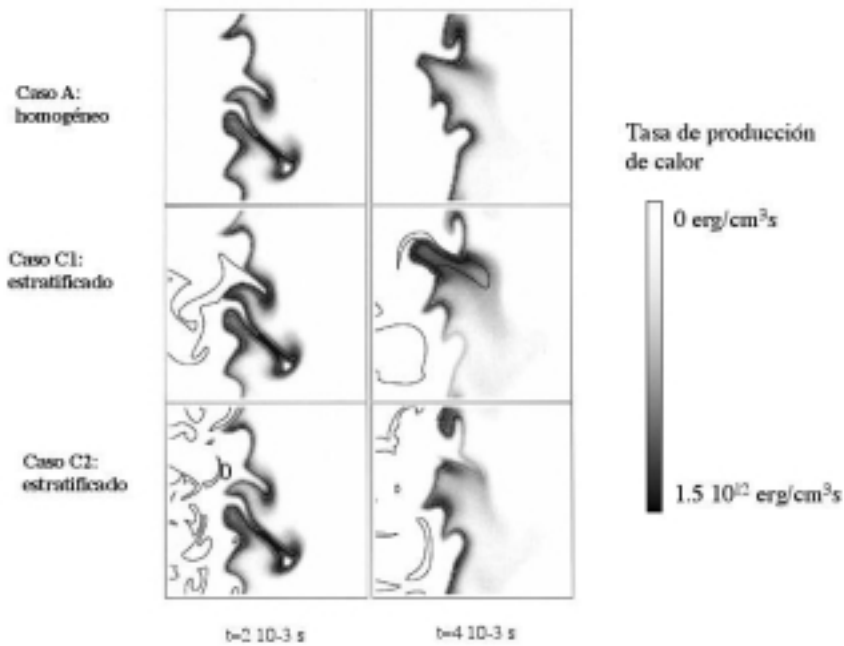 Caso A:
homogéneo
Tasa de producción
de calor
0 erg/cm³s
Caso C1:
estratificado
Caso C2:
estratificado
1.5 10¹² erg/cm³s
t=2 10-3 s
t=4 10-3 s